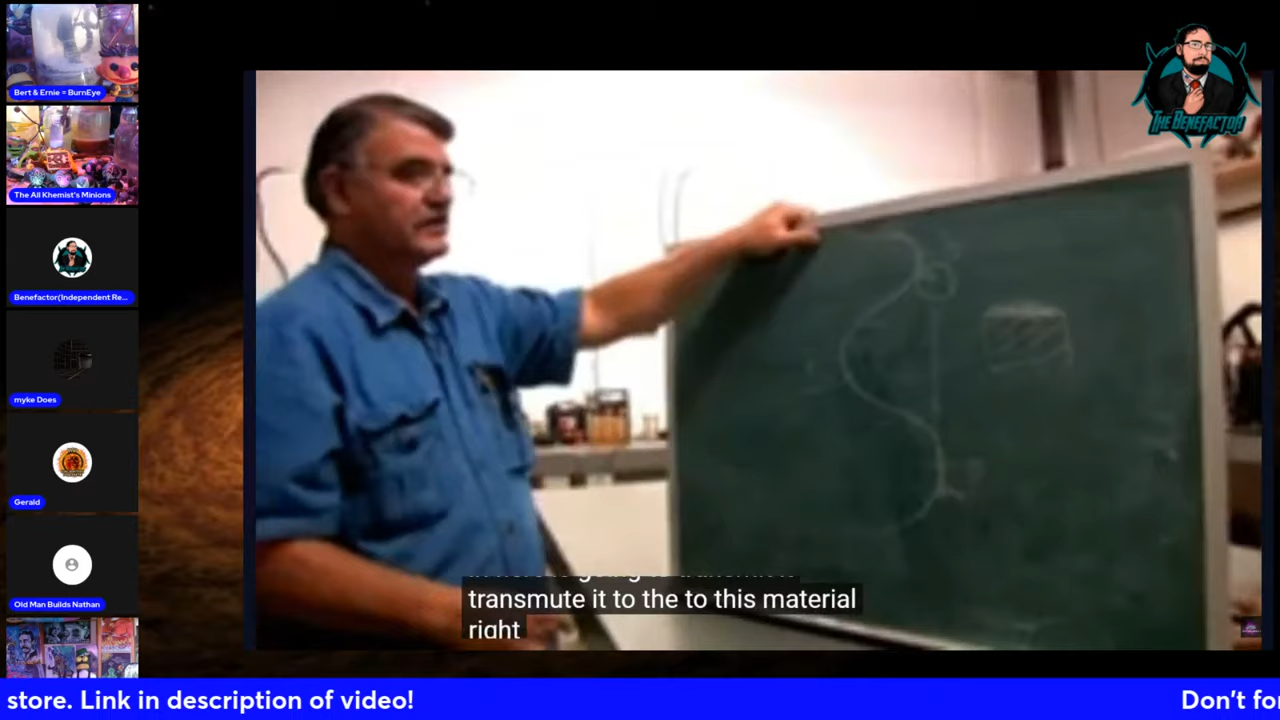 Bert & Ernie = BurnEye
The All Khemist's Minions
Benefactor(Independent Re...
myke Does
Gerald
Old Man Builds Nathan
THE BENEFACTOR
transmute it to the to this material
right
store. Link in description of video!
Don't fo